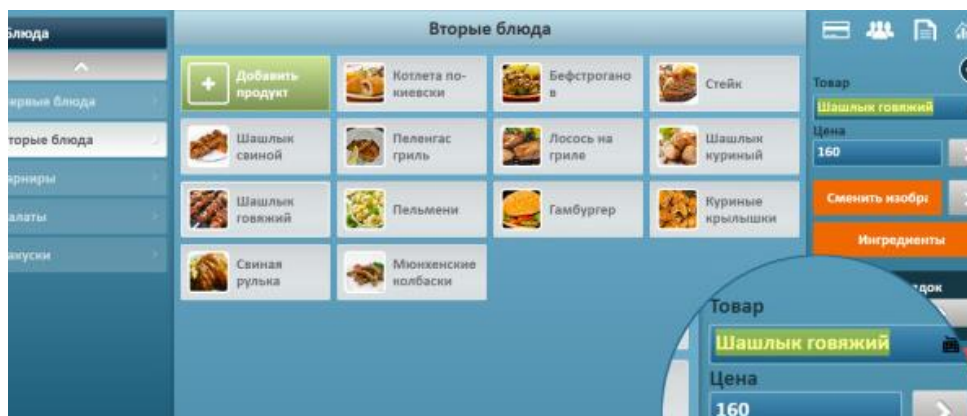 Блюда
Вторые блюда
Добавить
продукт
Котлета по-
киевски
Бефстрогано
в
Стейк
Товар
Шашлык говяжий
Цена
160
ервые блюда
торые блюда
арниры
алаты
акуски
Шашлык
свиной
Пеленгас
гриль
Лосось на
гриле
Шашлык
куриный
Шашлык
говяжий
Пельмени
Гамбургер
Куриные
крылышки
Сменить изобра
Ингредиенты
Свиная
рулька
Мюнхенские
колбаски
док
Товар
Шашлык говяжий
Цена
160